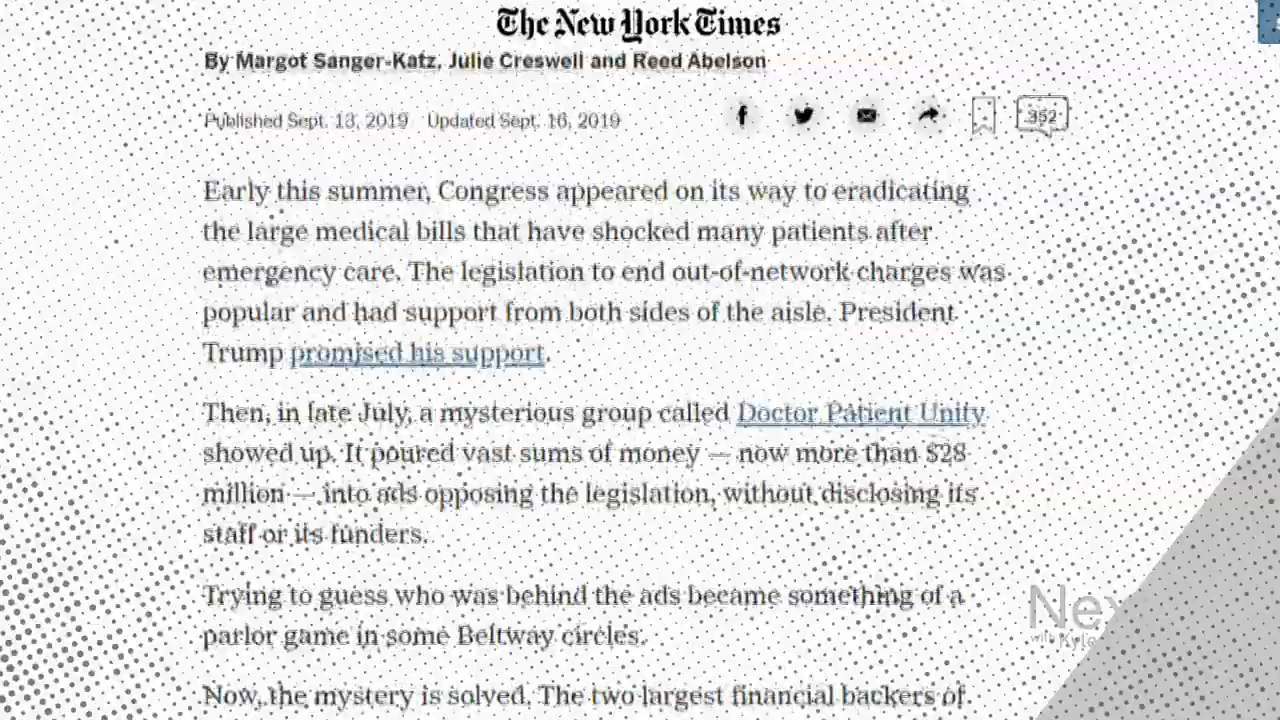 The New York Times
By Margot Sanger-Katz, Julie Creswell and Reed Abelson
Published Sept. 13, 2019 Updated Sept. 16, 2019
352
Early this summer, Congress appeared on its way to eradicating
the large medical bills that have shocked many patients after
emergency care. The legislation to end out-of-network charges was
popular and had support from both sides of the aisle. President
Trump promised his support.
Then, in late July, a mysterious group called Doctor Patient Unity
showed up. It poured vast sums of money — now more than $28
million — into ads opposing the legislation, without disclosing its
staff or its funders.
Trying to guess who was behind the ads became something of a
parlor game in some Beltway circles.
Now, the mystery is solved. The two largest financial backers of
Nex
with Kyle